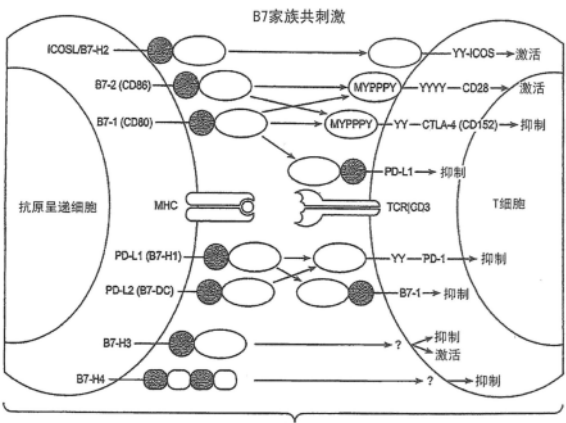 B7家族共刺激
ICOSL/B7-H2 YY-ICOS 激活
B7-2 (CD86) MYPPPY YYYY CD28 激活
B7-1 (CD80) MYPPPY YY CTLA-4 (CD152) 抑制
PD-L1 抑制
抗原呈递细胞 MHC TCR|CD3 T细胞
PD-L1 (B7-H1) YY PD-1 抑制
PD-L2 (B7-DC) B7-1 抑制
B7-H3 ? 抑制
激活
B7-H4 ? 抑制